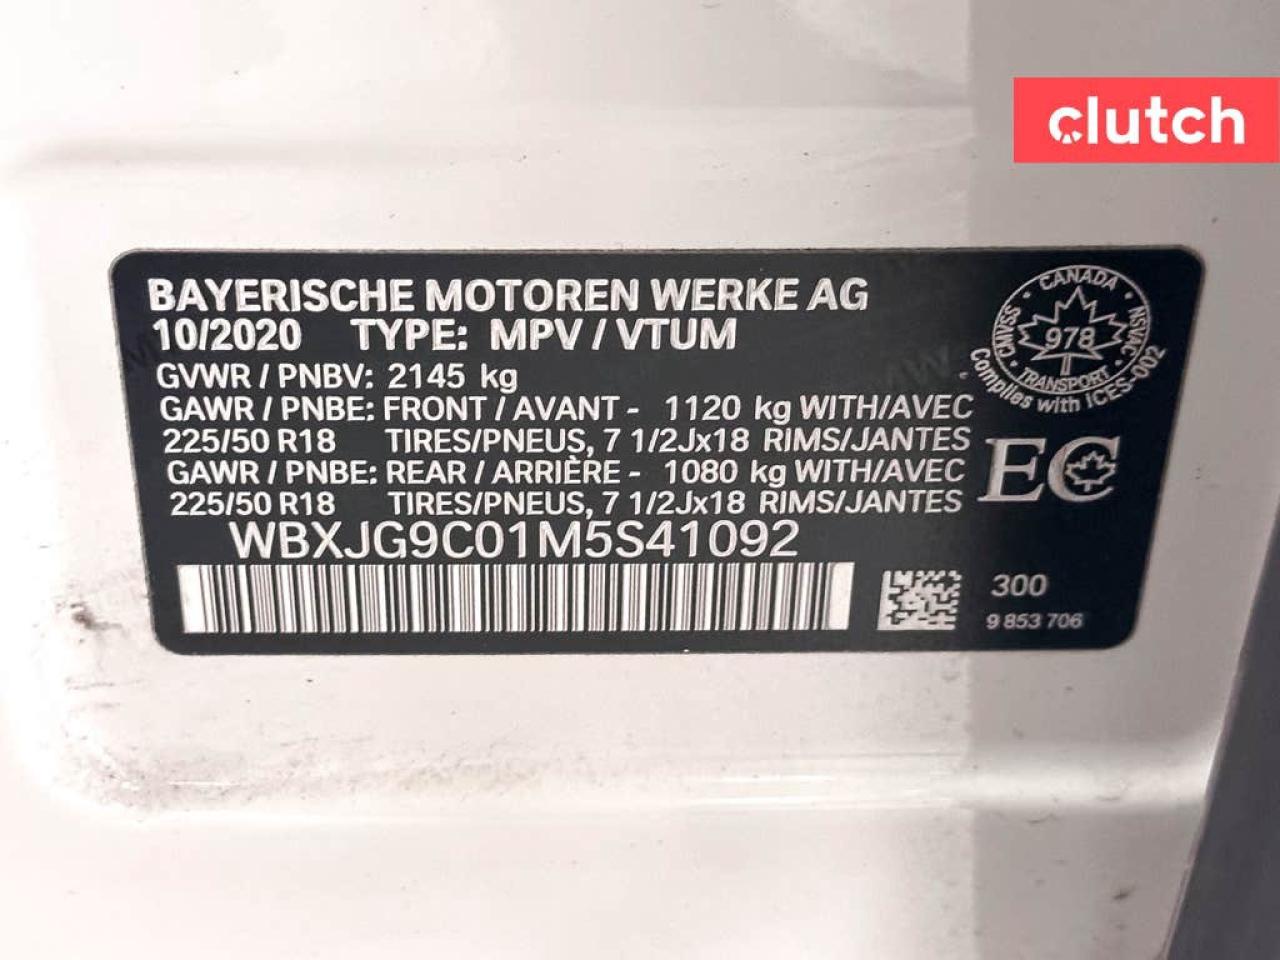 clutch
BAYERISCHE MOTOREN WERKE AG
10/2020 TYPE: MPV / VTUM
GVWR / PNBV: 2145 kg
GAWR / PNBE: FRONT / AVANT - 1120 kg WITH/AVEC
225/50 R18 TIRES/PNEUS, 7 1/2Jx18 RIMS/JANTES
GAWR / PNBE: REAR / ARRIÈRE - 1080 kg WITH/AVEC
225/50 R18 TIRES/PNEUS, 7 1/2Jx18 RIMS/JANTES
WBXJG9C01M5S41092
CANADA
CMVSS • NSVAC
978
TRANSPORT
Complies with ICES-002
EC
300
9 853 706